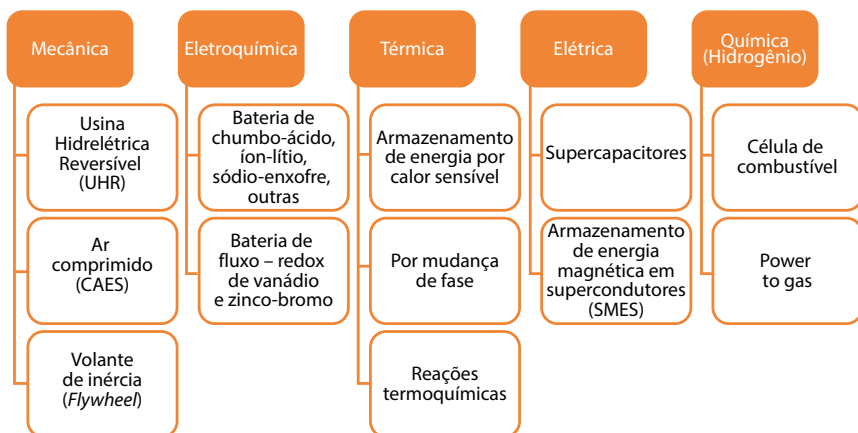 Mecânica
Usina
Hidrelétrica
Reversível
(UHR)
Ar
comprimido
(CAES)
Volante
de inércia
(Flywheel)
Eletroquímica
Bateria de
chumbo-ácido,
íon-lítio,
sódio-enxofre,
outras
Bateria de
fluxo – redox
de vanádio
e zinco-bromo
Térmica
Armazenamento
de energia por
calor sensível
Por mudança
de fase
Reações
termoquímicas
Elétrica
Supercapacitores
Armazenamento
de energia
magnética em
supercondutores
(SMES)
Química
(Hidrogênio)
Célula de
combustível
Power
to gas